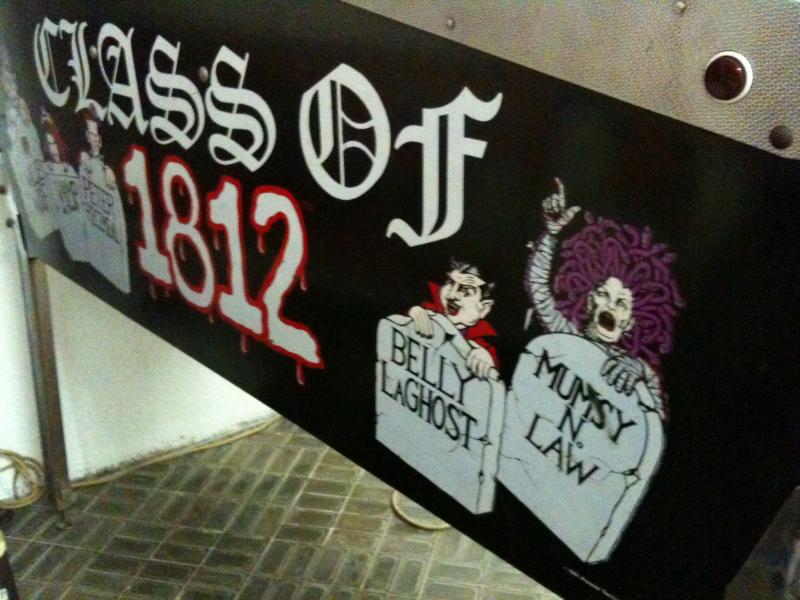 CLASS OF
1812
BELLY
LAGHOST
MUMSY
N.
LAW